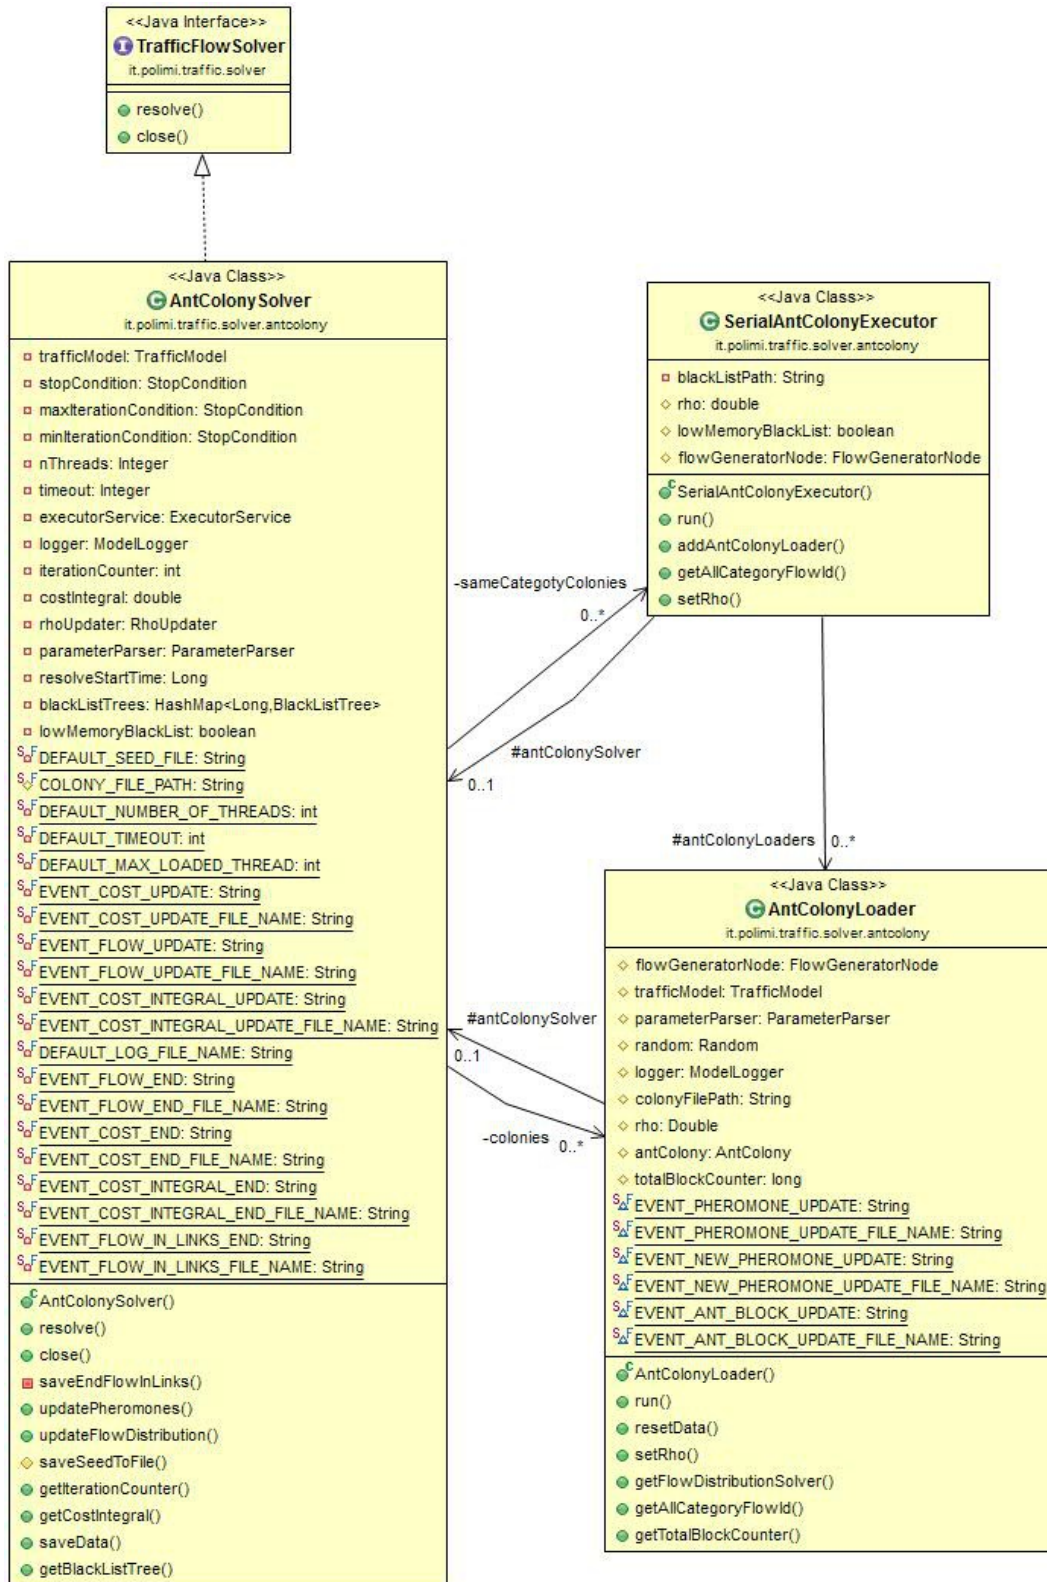 <<Java Interface>>
TrafficFlowSolver
it.polimi.traffic.solver
resolve()
close()
<<Java Class>>
AntColonySolver
it.polimi.traffic.solver.antcolony
trafficModel: TrafficModel
stopCondition: StopCondition
maxIterationCondition: StopCondition
minIterationCondition: StopCondition
nThreads: Integer
timeout: Integer
executorService: ExecutorService
logger: ModelLogger
iterationCounter: int
costIntegral: double
rhoUpdater: RhoUpdater
parameterParser: ParameterParser
resolveStartTime: Long
blackListTrees: HashMap<Long,BlackListTree>
lowMemoryBlackList: boolean
DEFAULT_SEED_FILE: String
COLONY_FILE_PATH: String
DEFAULT_NUMBER_OF_THREADS: int
DEFAULT_TIMEOUT: int
DEFAULT_MAX_LOADED_THREAD: int
EVENT_COST_UPDATE: String
EVENT_COST_UPDATE_FILE_NAME: String
EVENT_FLOW_UPDATE: String
EVENT_FLOW_UPDATE_FILE_NAME: String
EVENT_COST_INTEGRAL_UPDATE: String
EVENT_COST_INTEGRAL_UPDATE_FILE_NAME: String
DEFAULT_LOG_FILE_NAME: String
EVENT_FLOW_END: String
EVENT_FLOW_END_FILE_NAME: String
EVENT_COST_END: String
EVENT_COST_END_FILE_NAME: String
EVENT_COST_INTEGRAL_END: String
EVENT_COST_INTEGRAL_END_FILE_NAME: String
EVENT_FLOW_IN_LINKS_END: String
EVENT_FLOW_IN_LINKS_FILE_NAME: String
AntColonySolver()
resolve()
close()
saveEndFlowInLinks()
updatePheromones()
updateFlowDistribution()
saveSeedToFile()
getIterationCounter()
getCostIntegral()
saveData()
getBlackListTree()
<<Java Class>>
SerialAntColonyExecutor
it.polimi.traffic.solver.antcolony
blackListPath: String
rho: double
lowMemoryBlackList: boolean
flowGeneratorNode: FlowGeneratorNode
SerialAntColonyExecutor()
run()
addAntColonyLoader()
getAllCategoryFlowId()
setRho()
-sameCategotyColonies
0..*
#antColonySolver
0..1
#antColonyLoaders 0..*
<<Java Class>>
AntColonyLoader
it.polimi.traffic.solver.antcolony
flowGeneratorNode: FlowGeneratorNode
trafficModel: TrafficModel
parameterParser: ParameterParser
random: Random
logger: ModelLogger
colonyFilePath: String
rho: Double
antColony: AntColony
totalBlockCounter: long
EVENT_PHEROMONE_UPDATE: String
EVENT_PHEROMONE_UPDATE_FILE_NAME: String
EVENT_NEW_PHEROMONE_UPDATE: String
EVENT_NEW_PHEROMONE_UPDATE_FILE_NAME: String
EVENT_ANT_BLOCK_UPDATE: String
EVENT_ANT_BLOCK_UPDATE_FILE_NAME: String
AntColonyLoader()
run()
resetData()
setRho()
getFlowDistributionSolver()
getAllCategoryFlowId()
getTotalBlockCounter()
#antColonySolver
0..1
-colonies 0..*